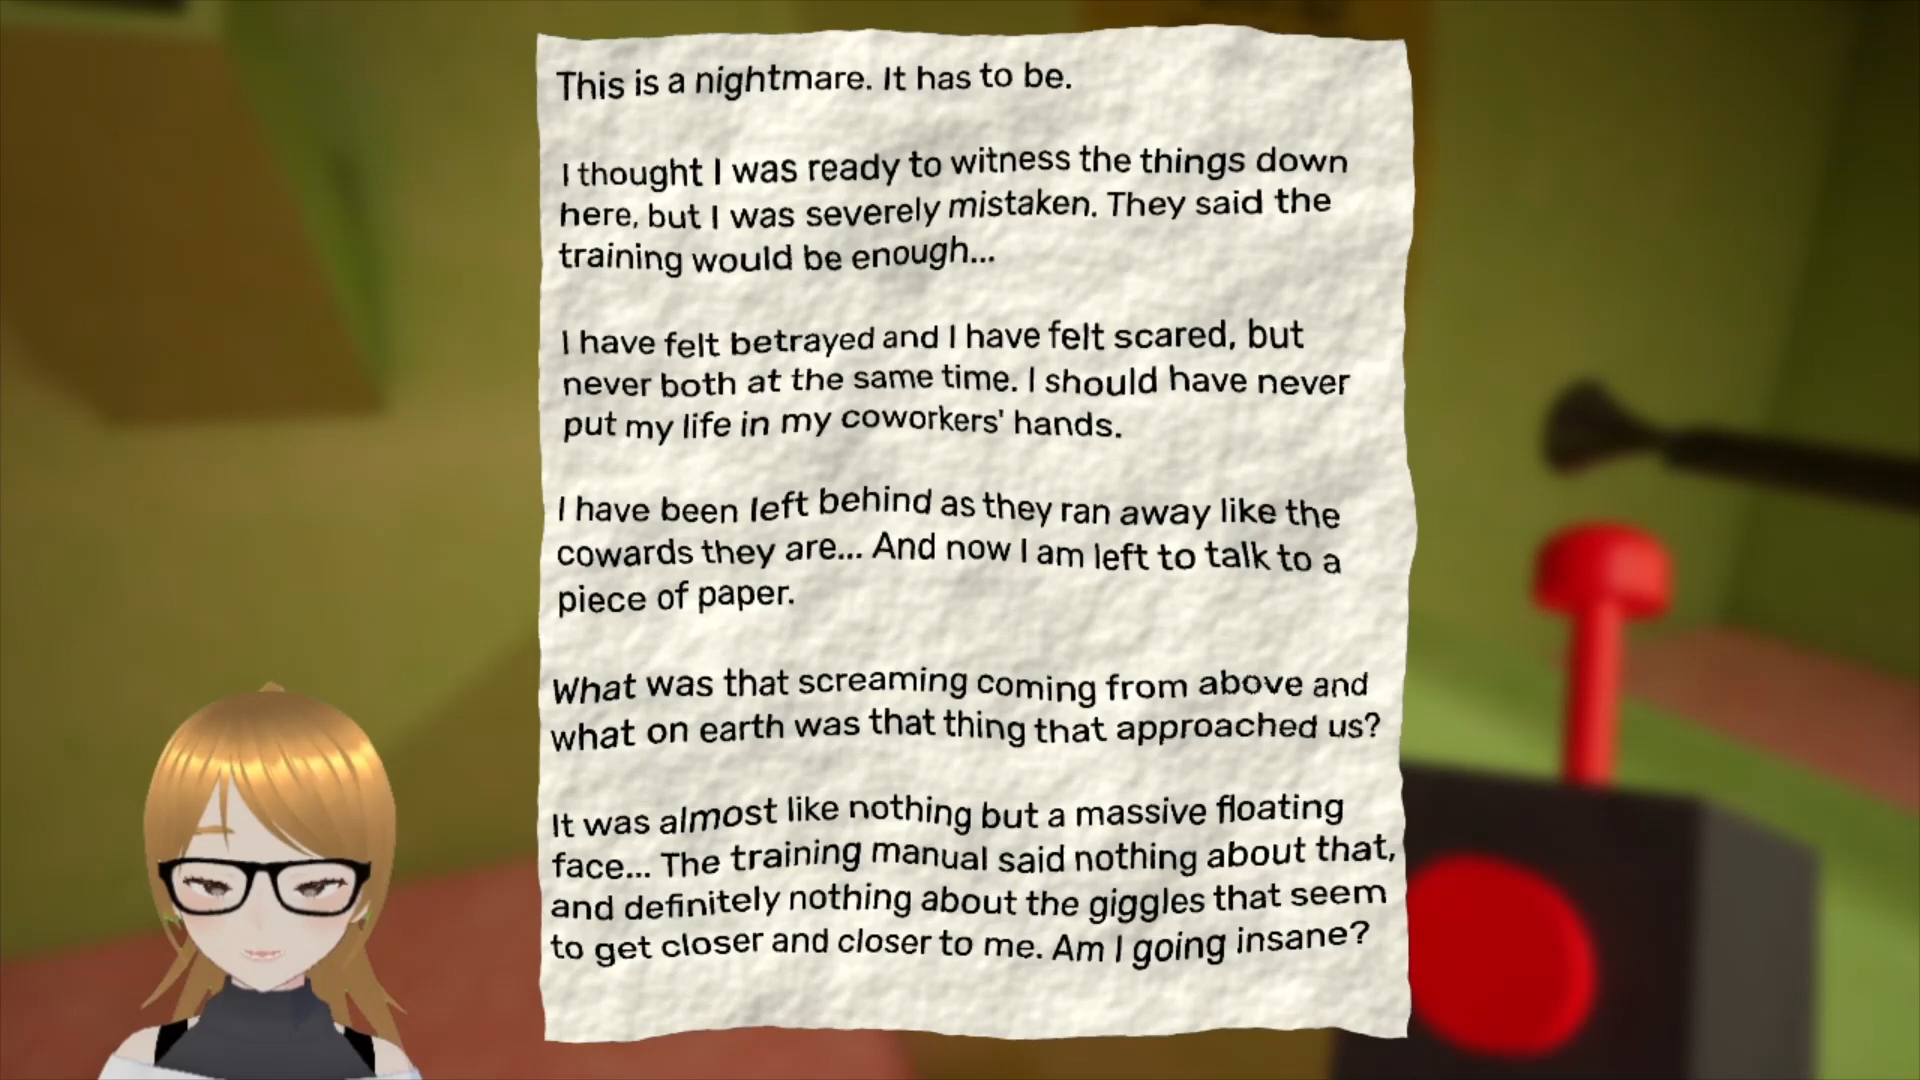 This is a nightmare. It has to be.
I thought I was ready to witness the things down
here, but I was severely mistaken. They said the
training would be enough...
I have felt betrayed and I have felt scared, but
never both at the same time. I should have never
put my life in my coworkers' hands.
I have been left behind as they ran away like the
cowards they are... And now I am left to talk to a
piece of paper.
What was that screaming coming from above and
what on earth was that thing that approached us?
It was almost like nothing but a massive floating
face... The training manual said nothing about that,
and definitely nothing about the giggles that seem
to get closer and closer to me. Am I going insane?